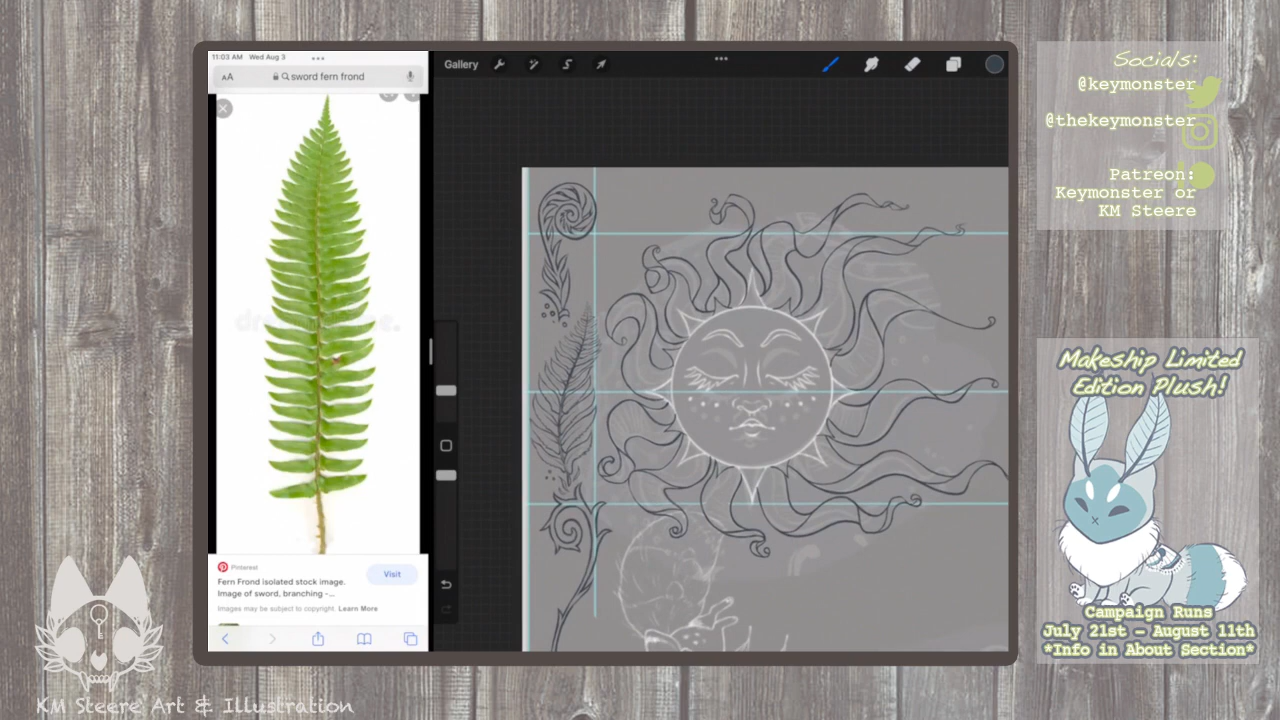 11:03 AM Wed Aug 3
AA
sword fern frond
Pinterest
Fern Frond isolated stock image.
Image of sword, branching -...
Visit
Images may be subject to copyright. Learn More
Gallery
Socials:
@keymonster
@thekeymonster
Patreon:
Keymonster or
KM Steere
Makeship Limited
Edition Plush!
Campaign Runs
July 21st - August 11th
*Info in About Section*
KM Steere Art & Illustration